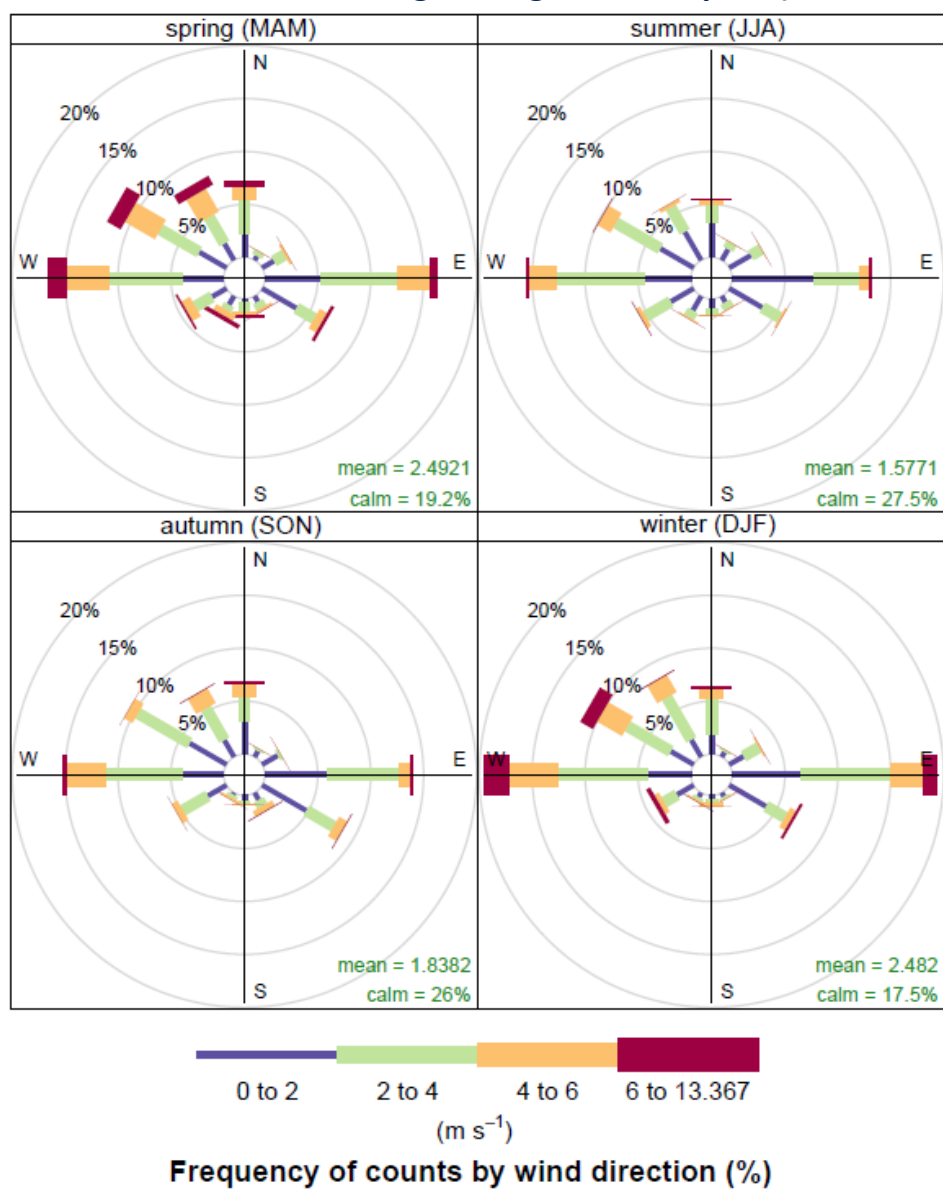 spring (MAM)
summer (JJA)
N
20%
15%
10%
5%
W
E
S
mean = 2.4921
calm = 19.2%
N
20%
15%
10%
5%
W
E
S
mean = 1.5771
calm = 27.5%
autumn (SON)
winter (DJF)
N
20%
15%
10%
5%
W
E
S
mean = 1.8382
calm = 26%
N
20%
15%
10%
5%
W
E
S
mean = 2.482
calm = 17.5%
0 to 2 2 to 4 4 to 6 6 to 13.367
(m s⁻¹)
Frequency of counts by wind direction (%)